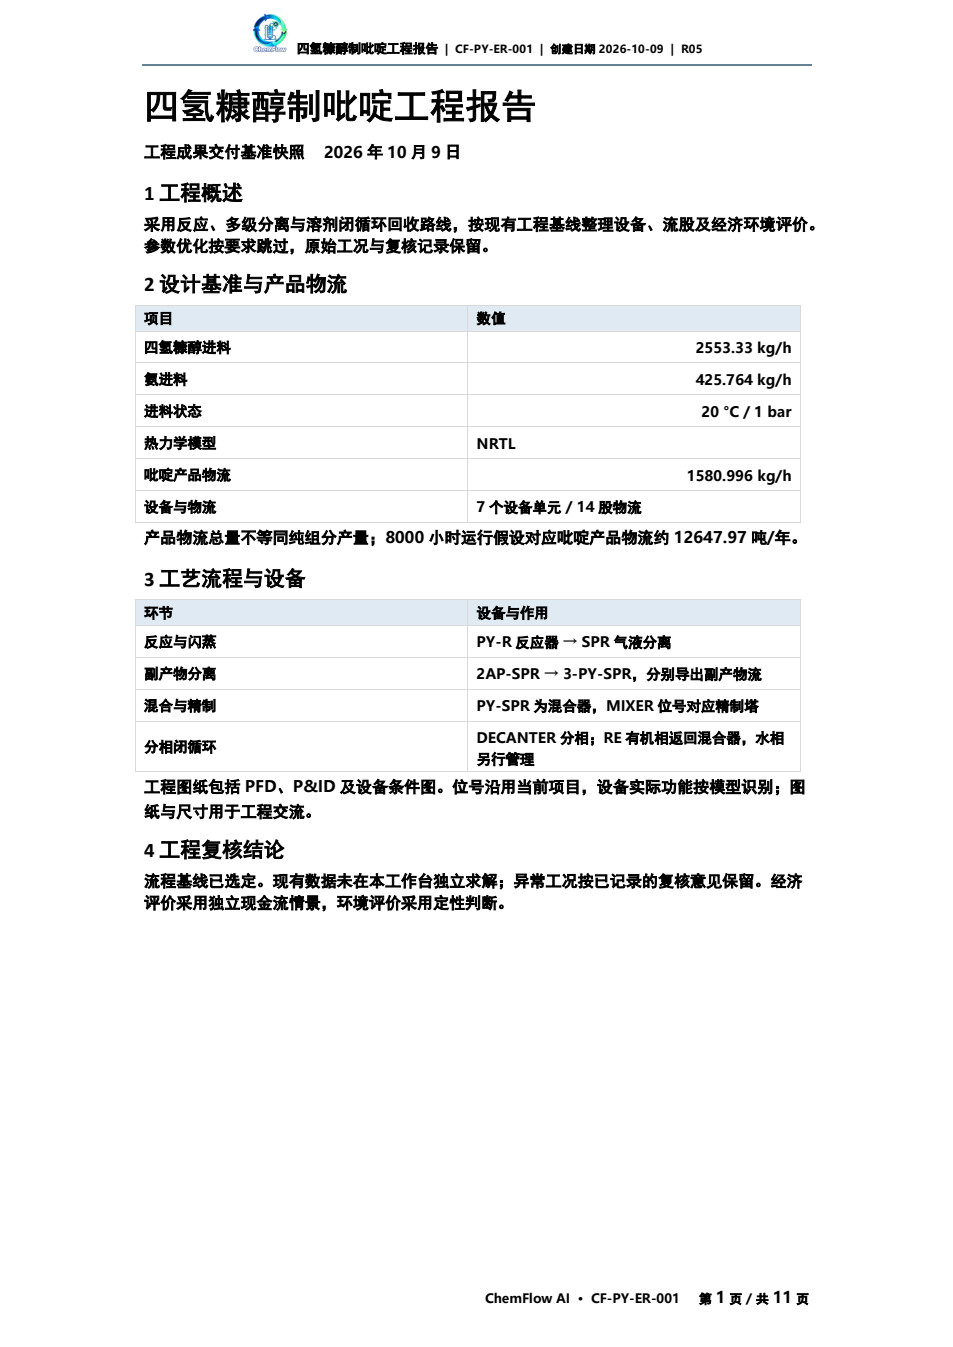 ChemFlow
四氢糠醇制吡啶工程报告 | CF-PY-ER-001 | 创建日期 2026-10-09 | R05
四氢糠醇制吡啶工程报告
工程成果交付基准快照 2026 年 10 月 9 日
1 工程概述
采用反应、多级分离与溶剂闭循环回收路线，按现有工程基线整理设备、流股及经济环境评价。
参数优化按要求跳过，原始工况与复核记录保留。
2 设计基准与产品物流
项目 数值
四氢糠醇进料 2553.33 kg/h
氨进料 425.764 kg/h
进料状态 20 °C / 1 bar
热力学模型 NRTL
吡啶产品物流 1580.996 kg/h
设备与物流 7 个设备单元 / 14 股物流
产品物流总量不等同纯组分产量；8000 小时运行假设对应吡啶产品物流约 12647.97 吨/年。
3 工艺流程与设备
环节 设备与作用
反应与闪蒸 PY-R 反应器 → SPR 气液分离
副产物分离 2AP-SPR → 3-PY-SPR，分别导出副产物流
混合与精制 PY-SPR 为混合器，MIXER 位号对应精制塔
分相闭循环 DECANTER 分相；RE 有机相返回混合器，水相
另行管理
工程图纸包括 PFD、P&ID 及设备条件图。位号沿用当前项目，设备实际功能按模型识别；图
纸与尺寸用于工程交流。
4 工程复核结论
流程基线已选定。现有数据未在本工作台独立求解；异常工况按已记录的复核意见保留。经济
评价采用独立现金流情景，环境评价采用定性判断。
ChemFlow AI · CF-PY-ER-001 第 1 页 / 共 11 页